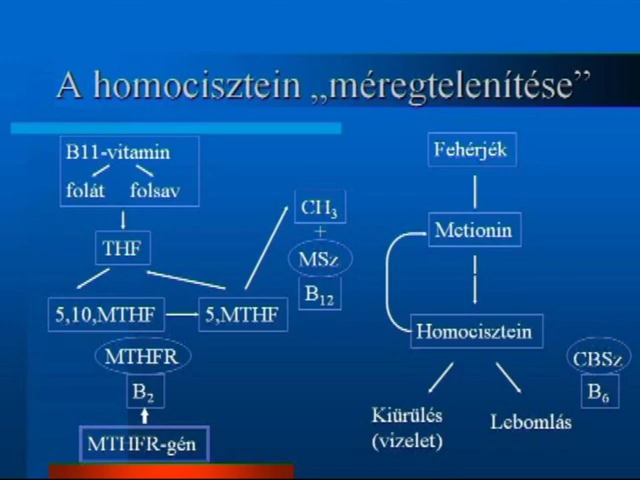 A homocisztein „méregtelenítése”
B11-vitamin
folát folsav
THF
5,10,MTHF
5,MTHF
MTHFR
B₂
MTHFR-gén
CH₃
+
MSz
B₁₂
Fehérjék
Metionin
Homocisztein
Kiürülés
(vizelet)
Lebomlás
CBSz
B₆